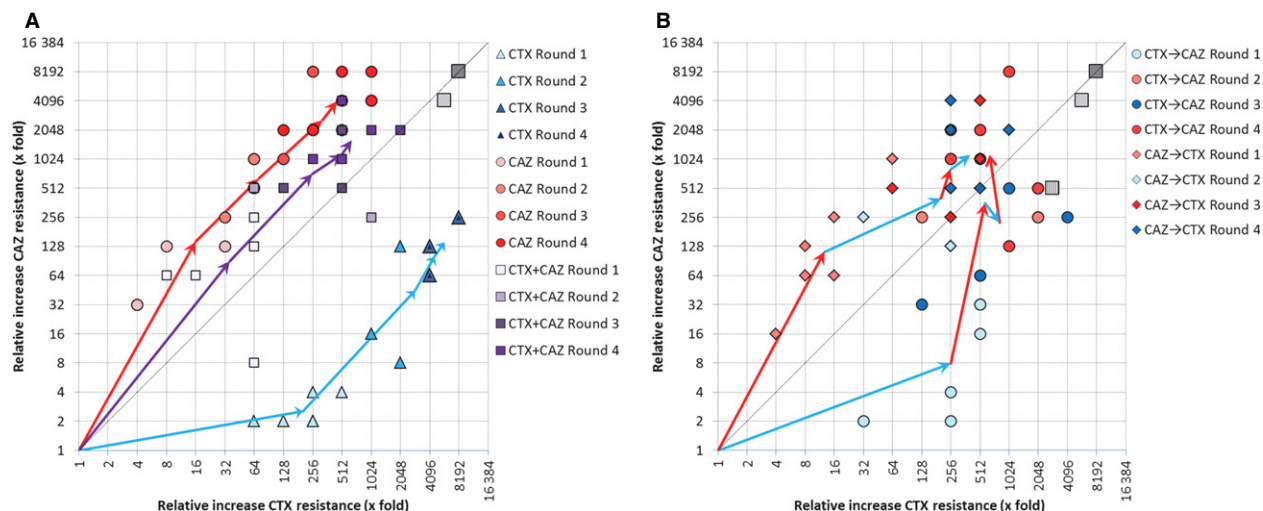 A
16 384
8192
4096
2048
1024
512
256
128
64
32
16
8
4
2
1
Relative increase CAZ resistance (x fold)
1
2
4
8
16
32
64
128
256
512
1024
2048
4096
8192
16 384
Relative increase CTX resistance (x fold)
CTX Round 1
CTX Round 2
CTX Round 3
CTX Round 4
CAZ Round 1
CAZ Round 2
CAZ Round 3
CAZ Round 4
CTX+CAZ Round 1
CTX+CAZ Round 2
CTX+CAZ Round 3
CTX+CAZ Round 4
B
16 384
8192
4096
2048
1024
512
256
128
64
32
16
8
4
2
1
Relative increase CAZ resistance (x fold)
1
2
4
8
16
32
64
128
256
512
1024
2048
4096
8192
16 384
Relative increase CTX resistance (x fold)
CTX→CAZ Round 1
CTX→CAZ Round 2
CTX→CAZ Round 3
CTX→CAZ Round 4
CAZ→CTX Round 1
CAZ→CTX Round 2
CAZ→CTX Round 3
CAZ→CTX Round 4